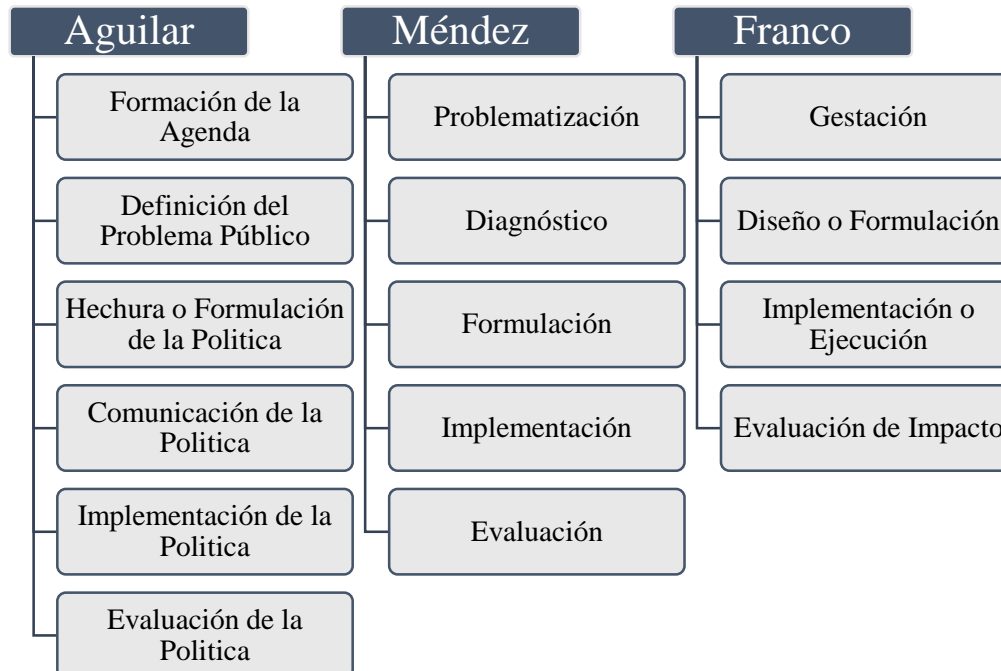 Aguilar
Formación de la
Agenda
Definición del
Problema Público
Hechura o Formulación
de la Politica
Comunicación de la
Politica
Implementación de la
Politica
Evaluación de la
Politica
Méndez
Problematización
Diagnóstico
Formulación
Implementación
Evaluación
Franco
Gestación
Diseño o Formulación
Implementación o
Ejecución
Evaluación de Impacto